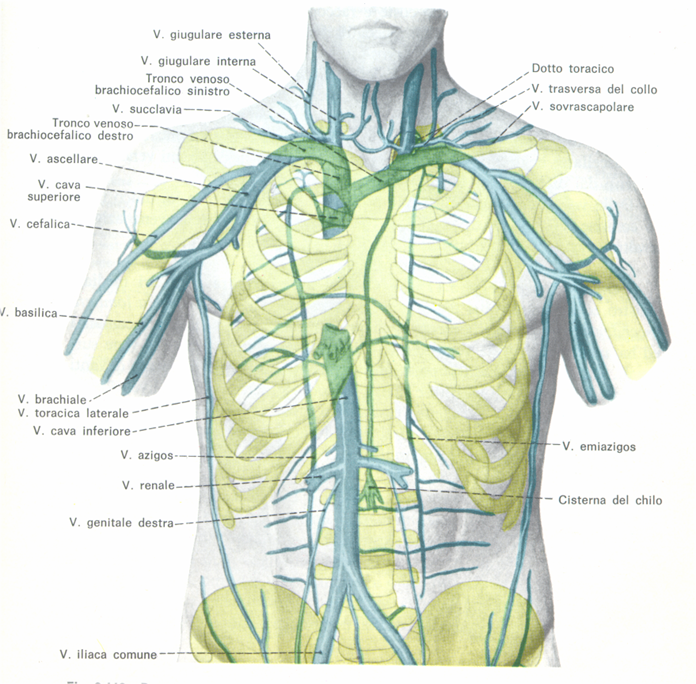 V. giugulare esterna
V. giugulare interna
Tronco venoso
brachiocefalico sinistro
V. succlavia
Tronco venoso
brachiocefalico destro
V. ascellare
V. cava
superiore
V. cefalica
V. basilica
V. brachiale
V. toracica laterale
V. cava inferiore
V. azigos
V. renale
V. genitale destra
V. iliaca comune
Dotto toracico
V. trasversa del collo
V. sovrascapolare
V. emiazigos
Cisterna del chilo